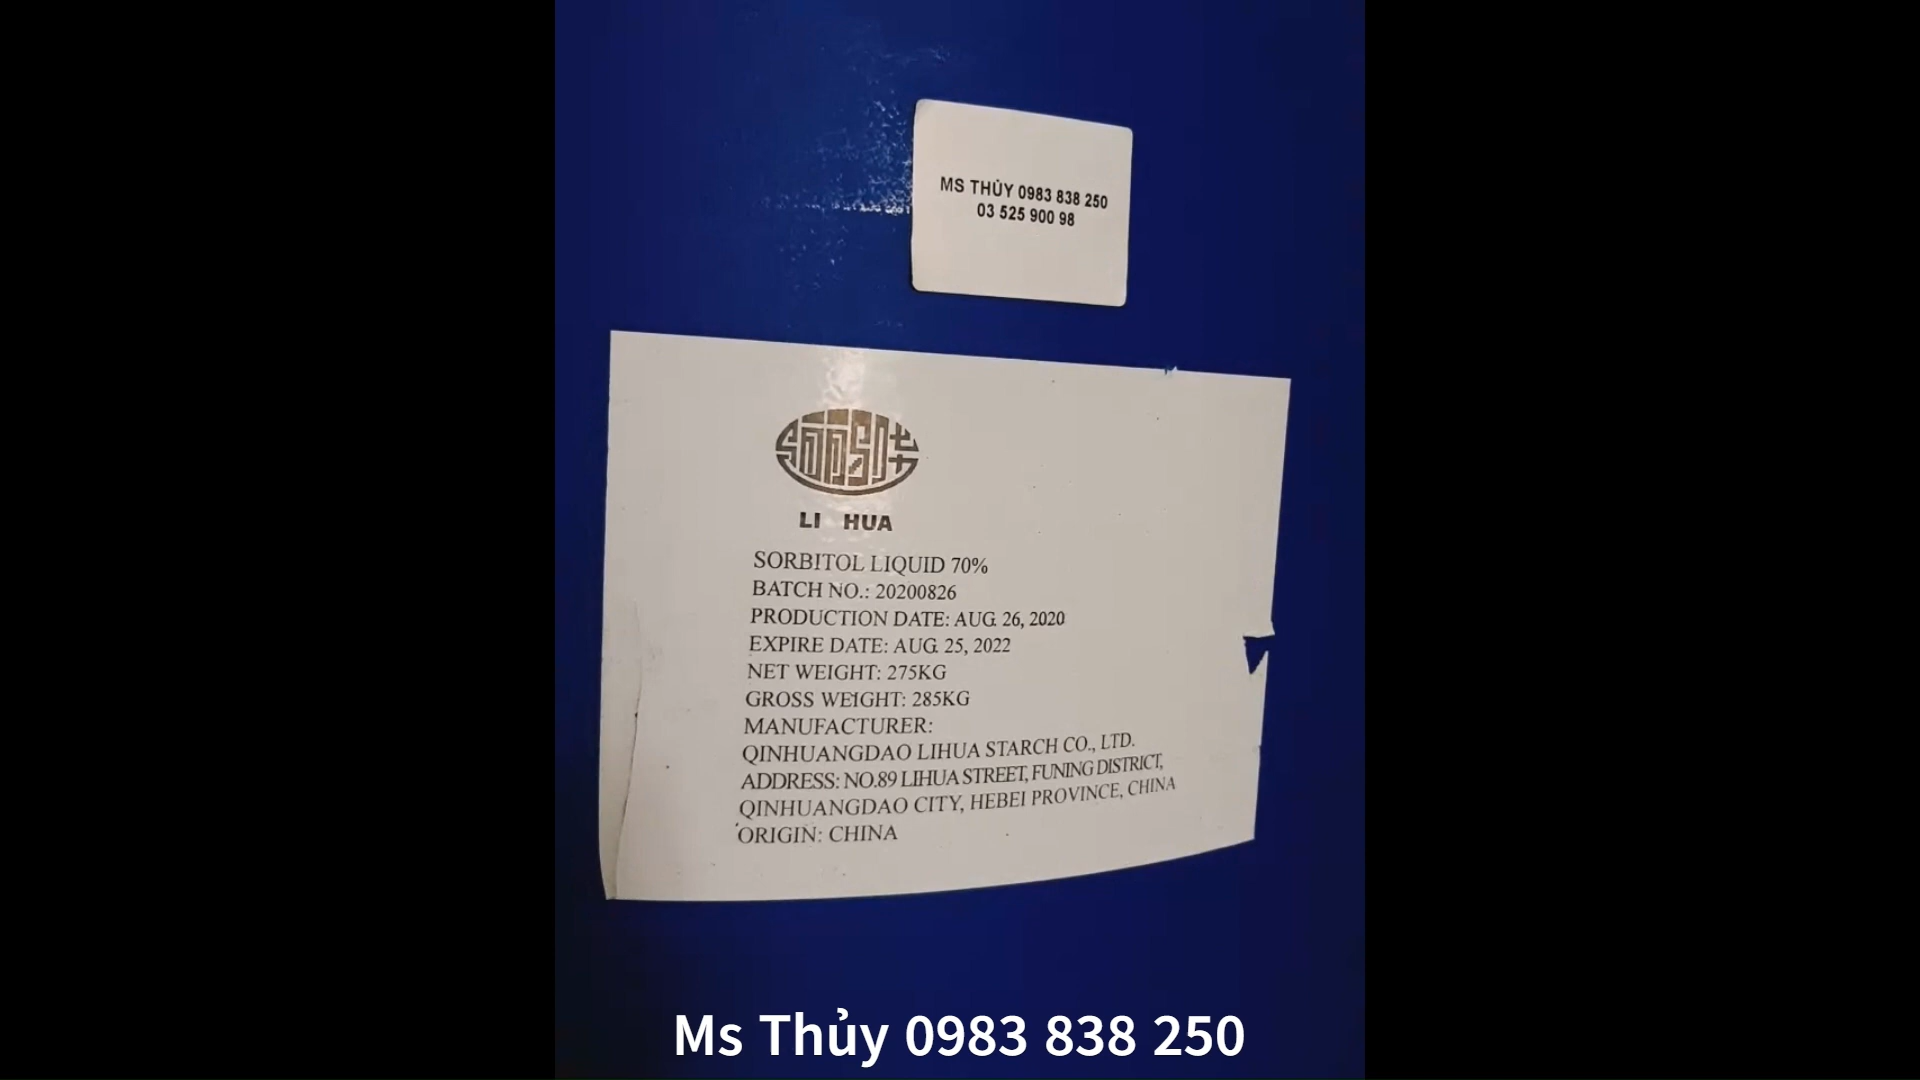 MS THỦY 0983 838 250
03 525 900 98
LI HUA
SORBITOL LIQUID 70%
BATCH NO.: 20200826
PRODUCTION DATE: AUG. 26, 2020
EXPIRE DATE: AUG. 25, 2022
NET WEIGHT: 275KG
GROSS WEIGHT: 285KG
MANUFACTURER:
QINHUANGDAO LIHUA STARCH CO., LTD.
ADDRESS: NO.89 LIHUA STREET, FUNING DISTRICT,
QINHUANGDAO CITY, HEBEI PROVINCE, CHINA
ORIGIN: CHINA
Ms Thủy 0983 838 250